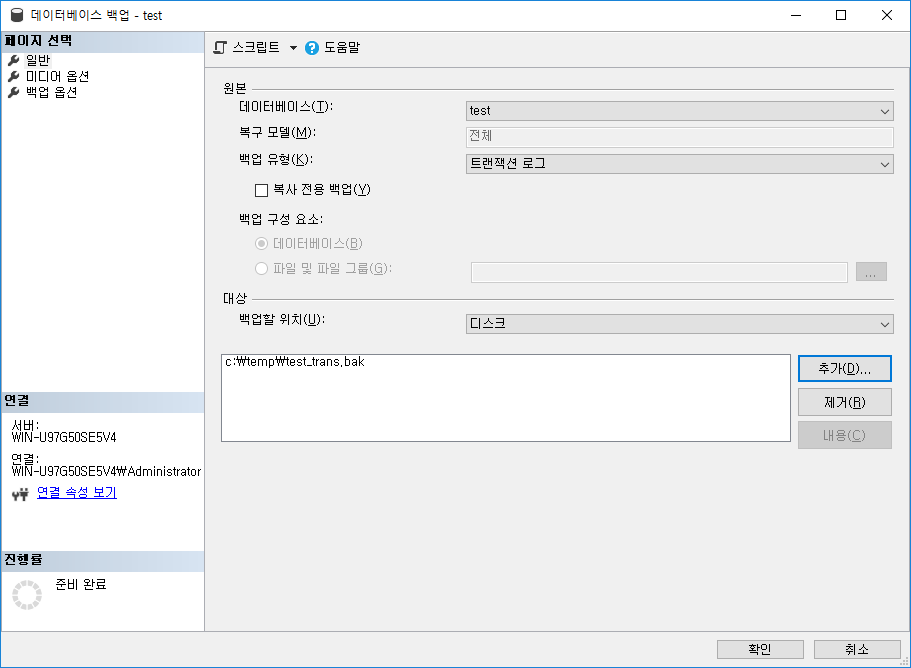 데이터베이스 백업 - test
페이지 선택
일반
미디어 옵션
백업 옵션
스크립트 도움말
원본
데이터베이스(T): test
복구 모델(M): 전체
백업 유형(K): 트랜잭션 로그
복사 전용 백업(Y)
백업 구성 요소:
데이터베이스(B)
파일 및 파일 그룹(G): ...
대상
백업할 위치(U): 디스크
c:₩temp₩test_trans.bak
추가(D)...
제거(R)
내용(C)
연결
서버:
WIN-U97G50SE5V4
연결:
WIN-U97G50SE5V4₩Administrator
연결 속성 보기
진행률
준비 완료
확인 취소